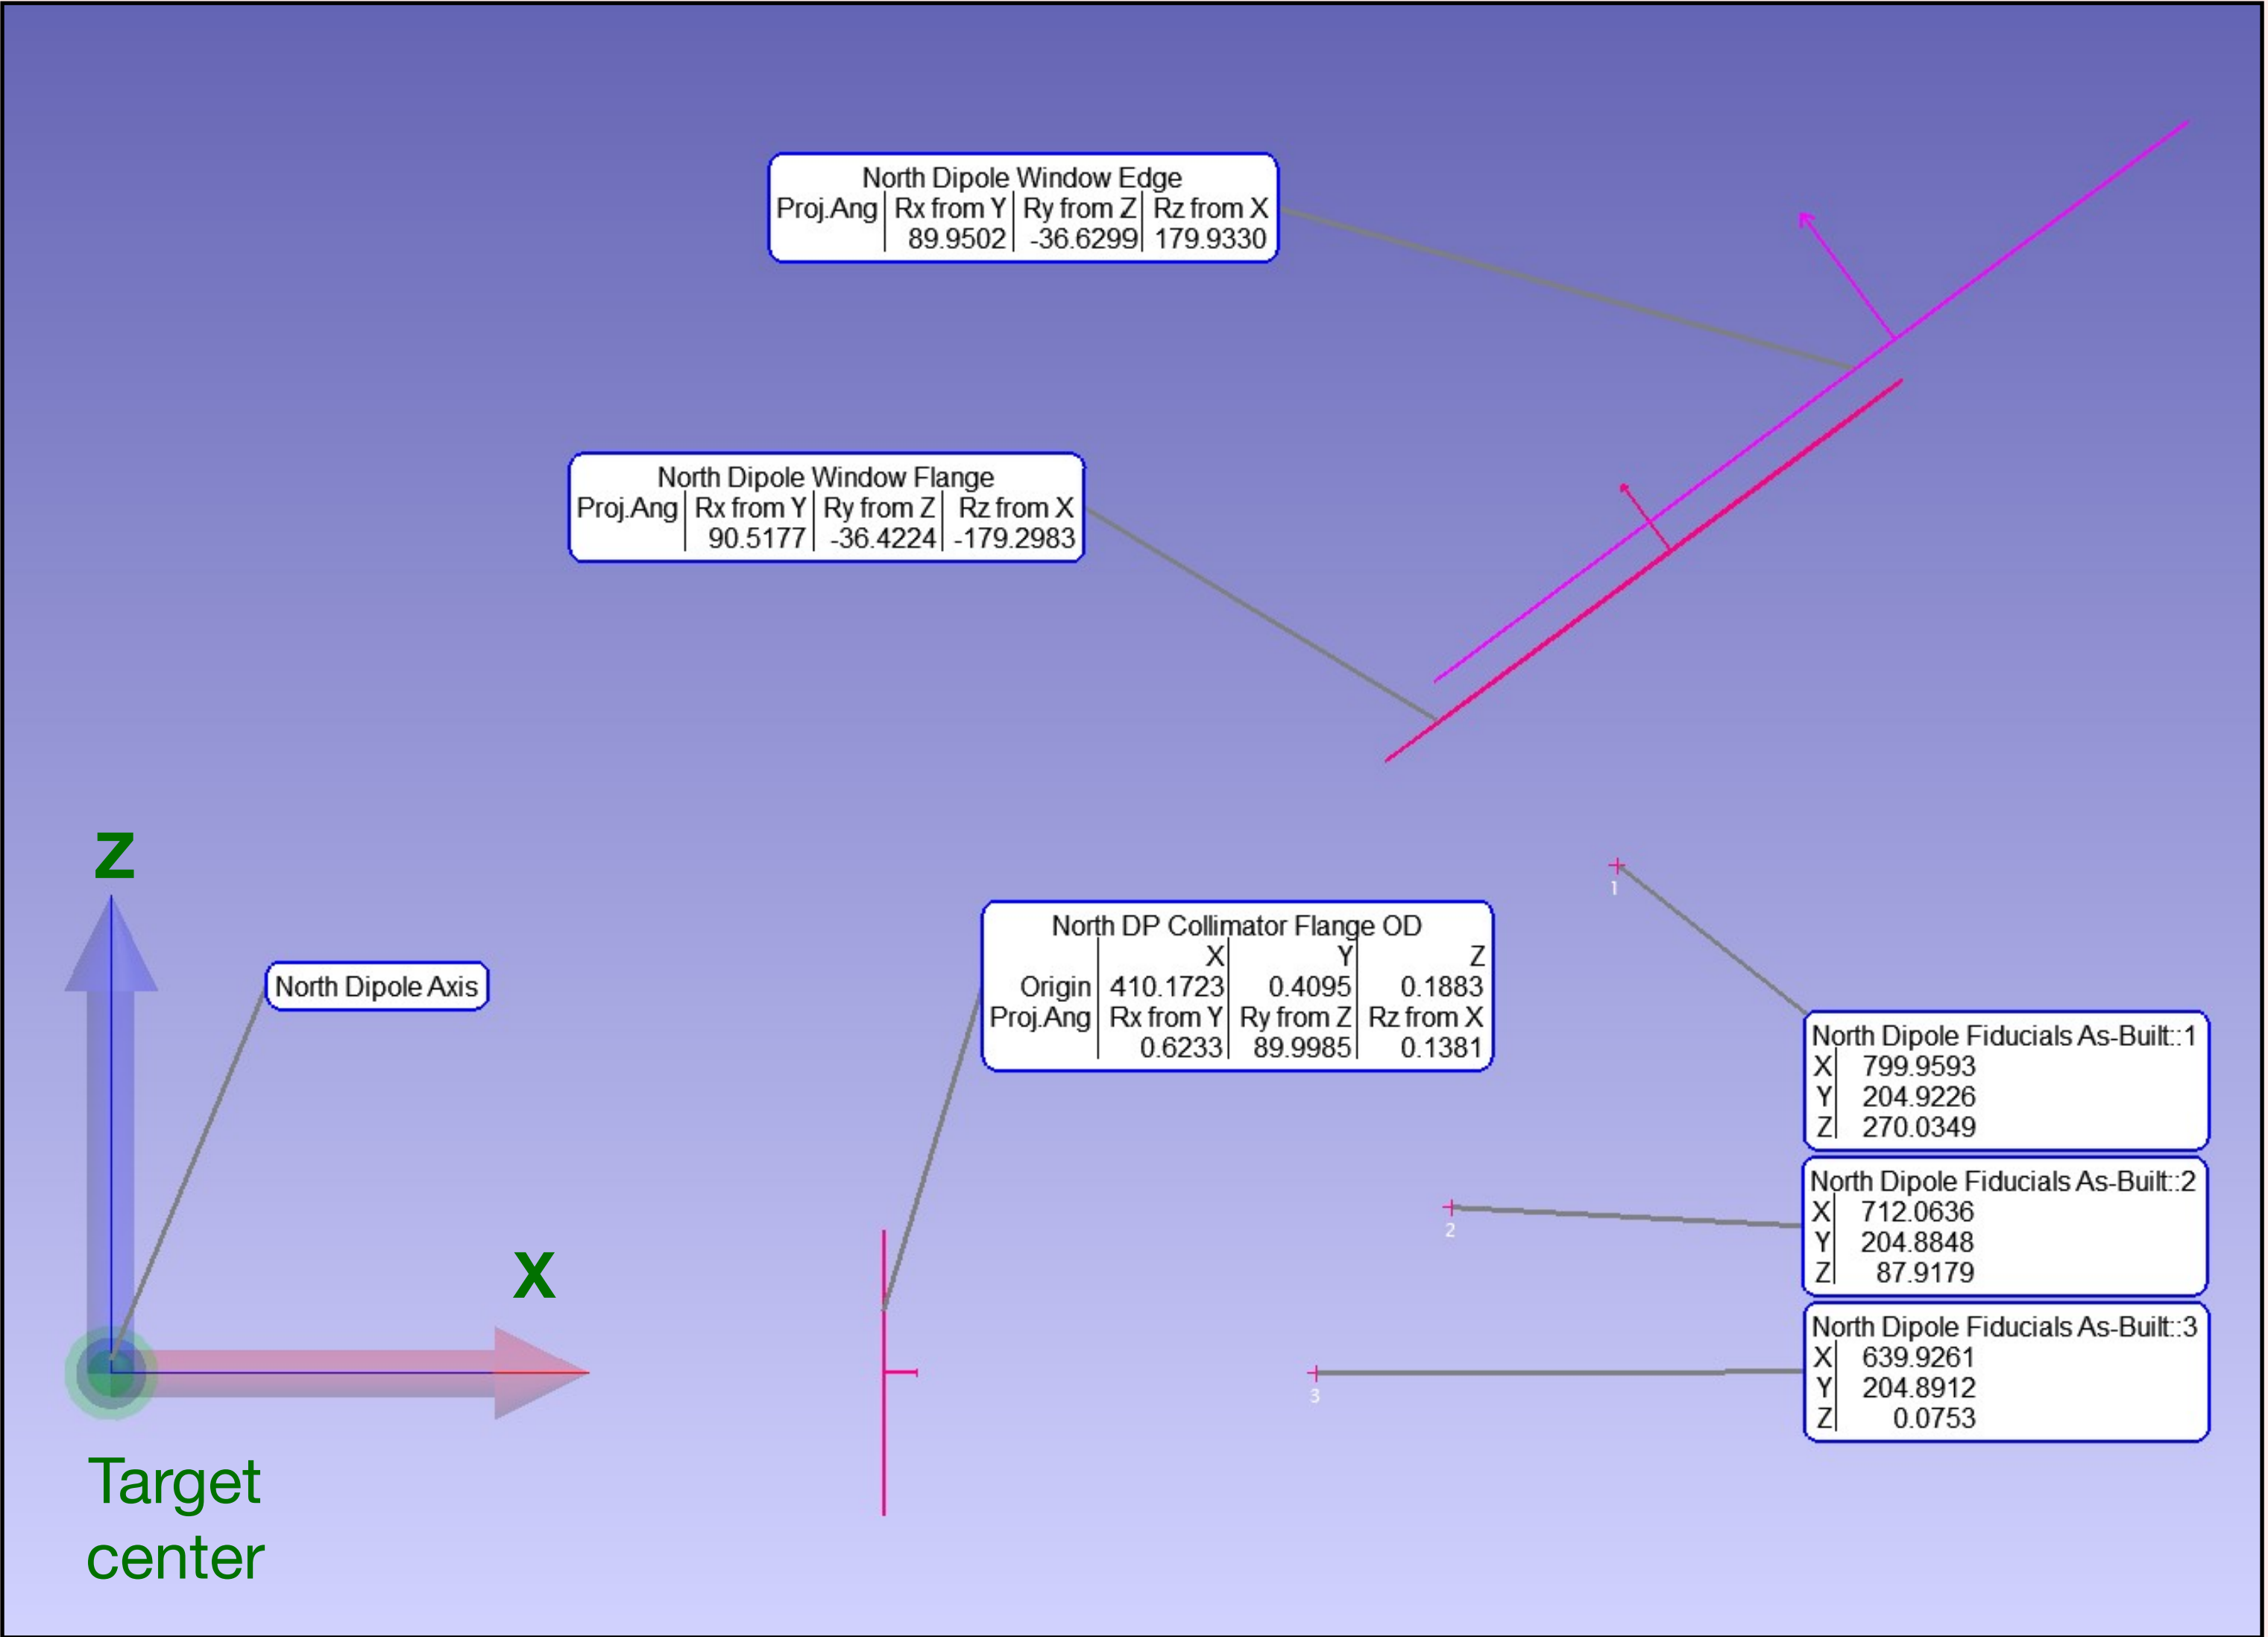 North Dipole Window Edge
Proj.Ang Rx from Y Ry from Z Rz from X
89.9502 -36.6299 179.9330
North Dipole Window Flange
Proj.Ang Rx from Y Ry from Z Rz from X
90.5177 -36.4224 -179.2983
Z
1
North DP Collimator Flange OD
X Y Z
Origin 410.1723 0.4095 0.1883
Proj.Ang Rx from Y Ry from Z Rz from X
0.6233 89.9985 0.1381
North Dipole Axis
North Dipole Fiducials As-Built::1
X 799.9593
Y 204.9226
Z 270.0349
2
North Dipole Fiducials As-Built::2
X 712.0636
Y 204.8848
Z 87.9179
X
3
North Dipole Fiducials As-Built::3
X 639.9261
Y 204.8912
Z 0.0753
Target
center